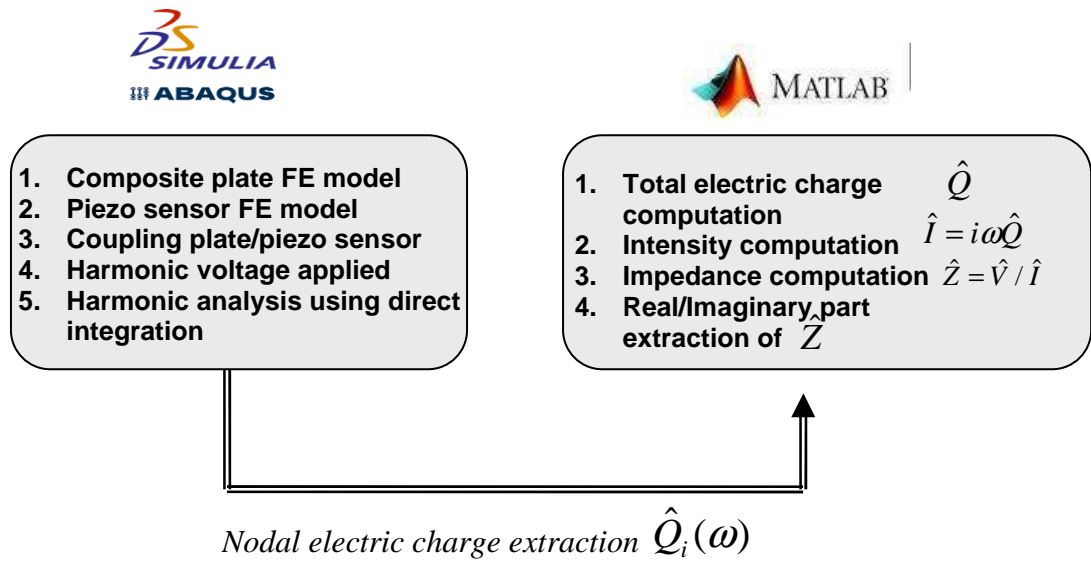 SIMULIA
ABAQUS
MATLAB
1. Composite plate FE model
2. Piezo sensor FE model
3. Coupling plate/piezo sensor
4. Harmonic voltage applied
5. Harmonic analysis using direct
integration
1. Total electric charge Q̂
computation
2. Intensity computation Î = iωQ̂
3. Impedance computation Ẑ = V̂ / Î
4. Real/Imaginary part
extraction of Ẑ
Nodal electric charge extraction Q̂ᵢ(ω)